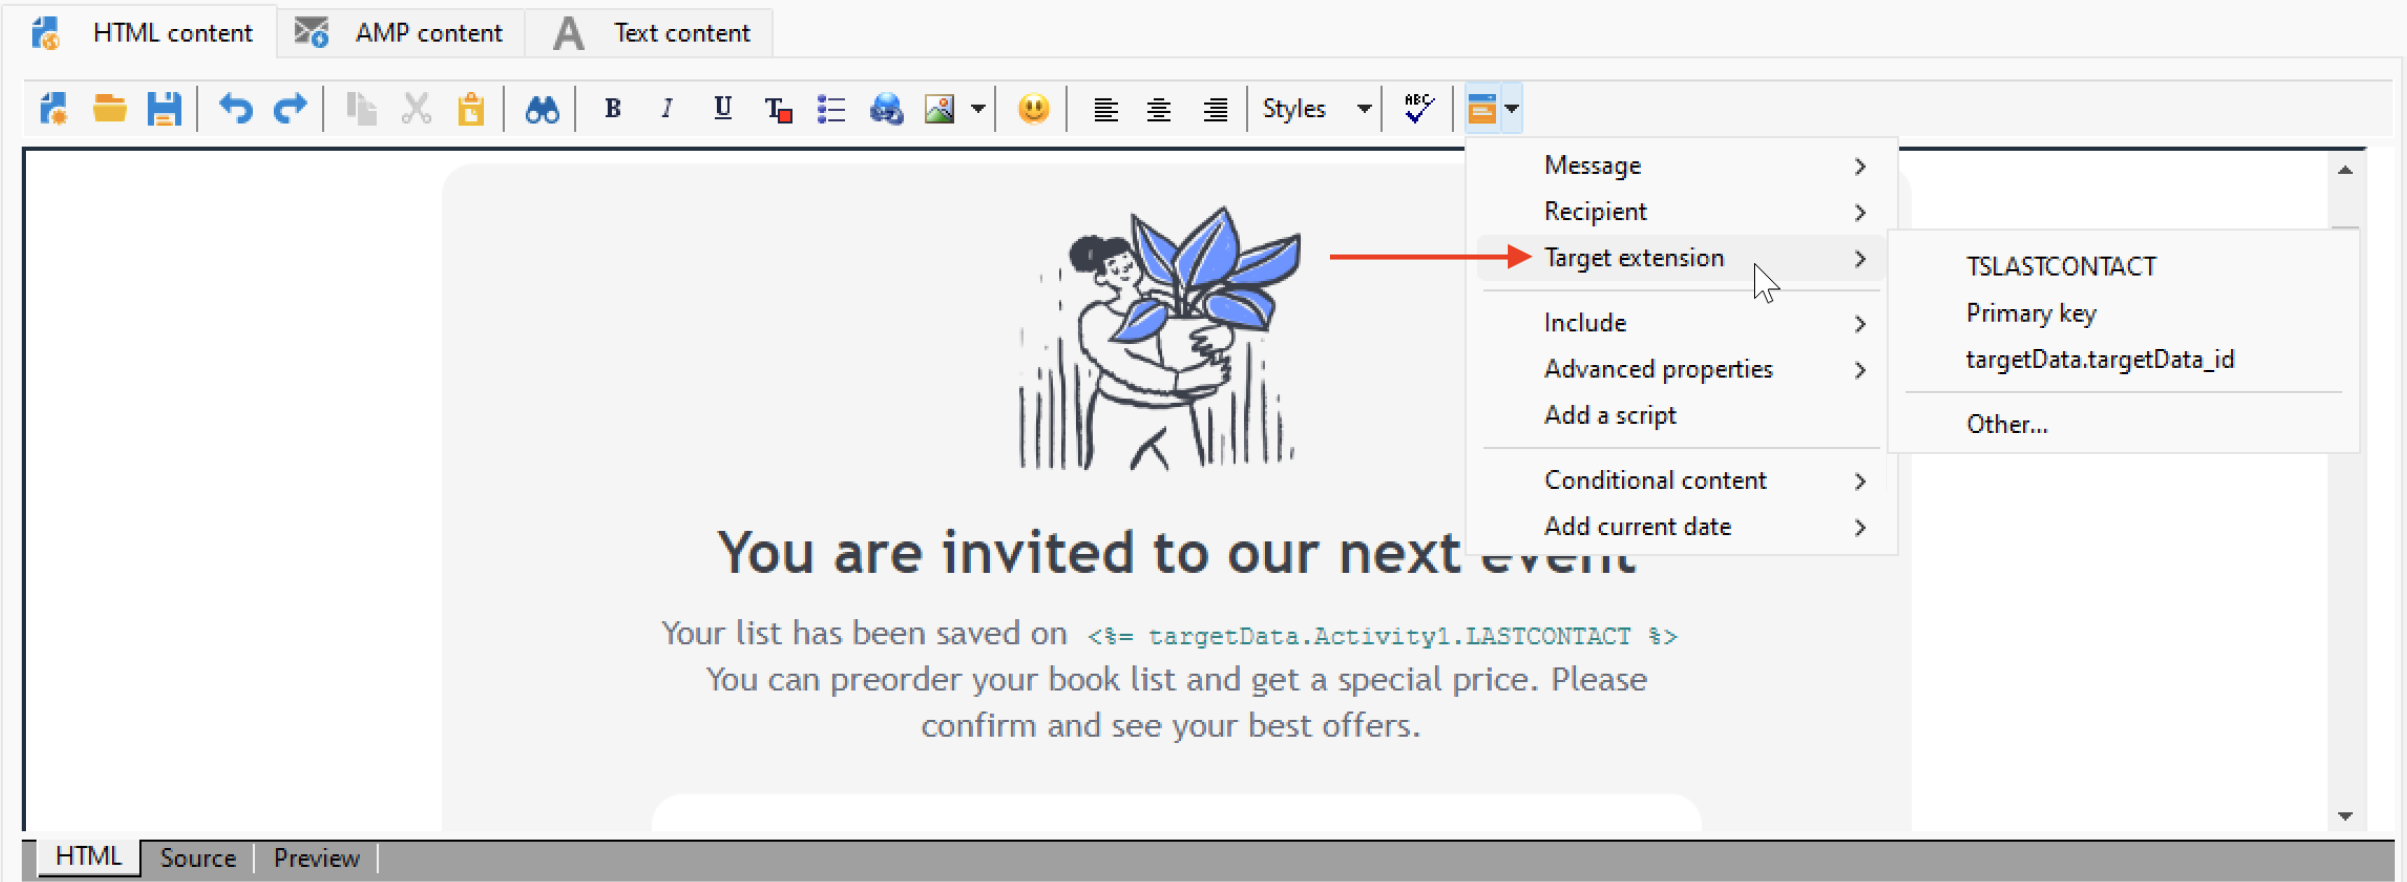 HTML content
AMP content
Text content
B I U T Styles ABC
Message
Recipient
Target extension
Include
Advanced properties
Add a script
Conditional content
Add current date
TSLASTCONTACT
Primary key
targetData.targetData_id
Other...
You are invited to our next event
Your list has been saved on <%= targetData.Activity1.LASTCONTACT %>
You can preorder your book list and get a special price. Please
confirm and see your best offers.
HTML
Source
Preview